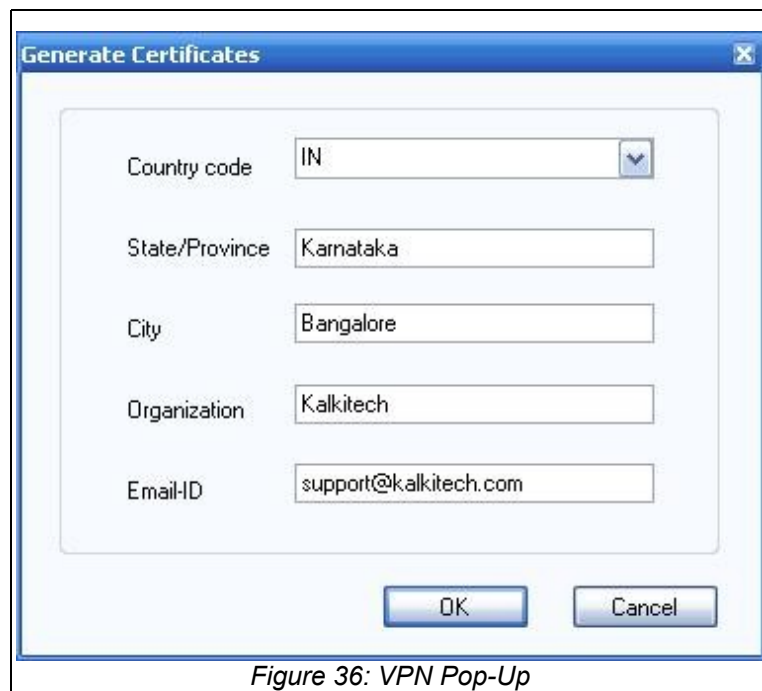 Generate Certificates
Country code IN
State/Province Karnataka
City Bangalore
Organization Kalkitech
Email-ID support@kalkitech.com
OK Cancel
Figure 36: VPN Pop-Up